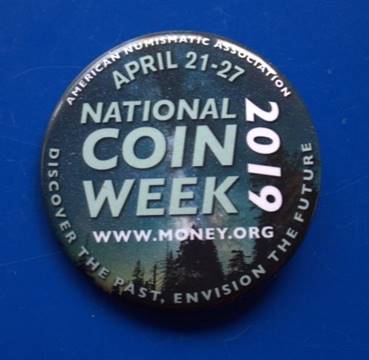 AMERICAN NUMISMATIC ASSOCIATION
APRIL 21-27
NATIONAL
COIN
WEEK
2019
WWW.MONEY.ORG
DISCOVER THE PAST, ENVISION THE FUTURE